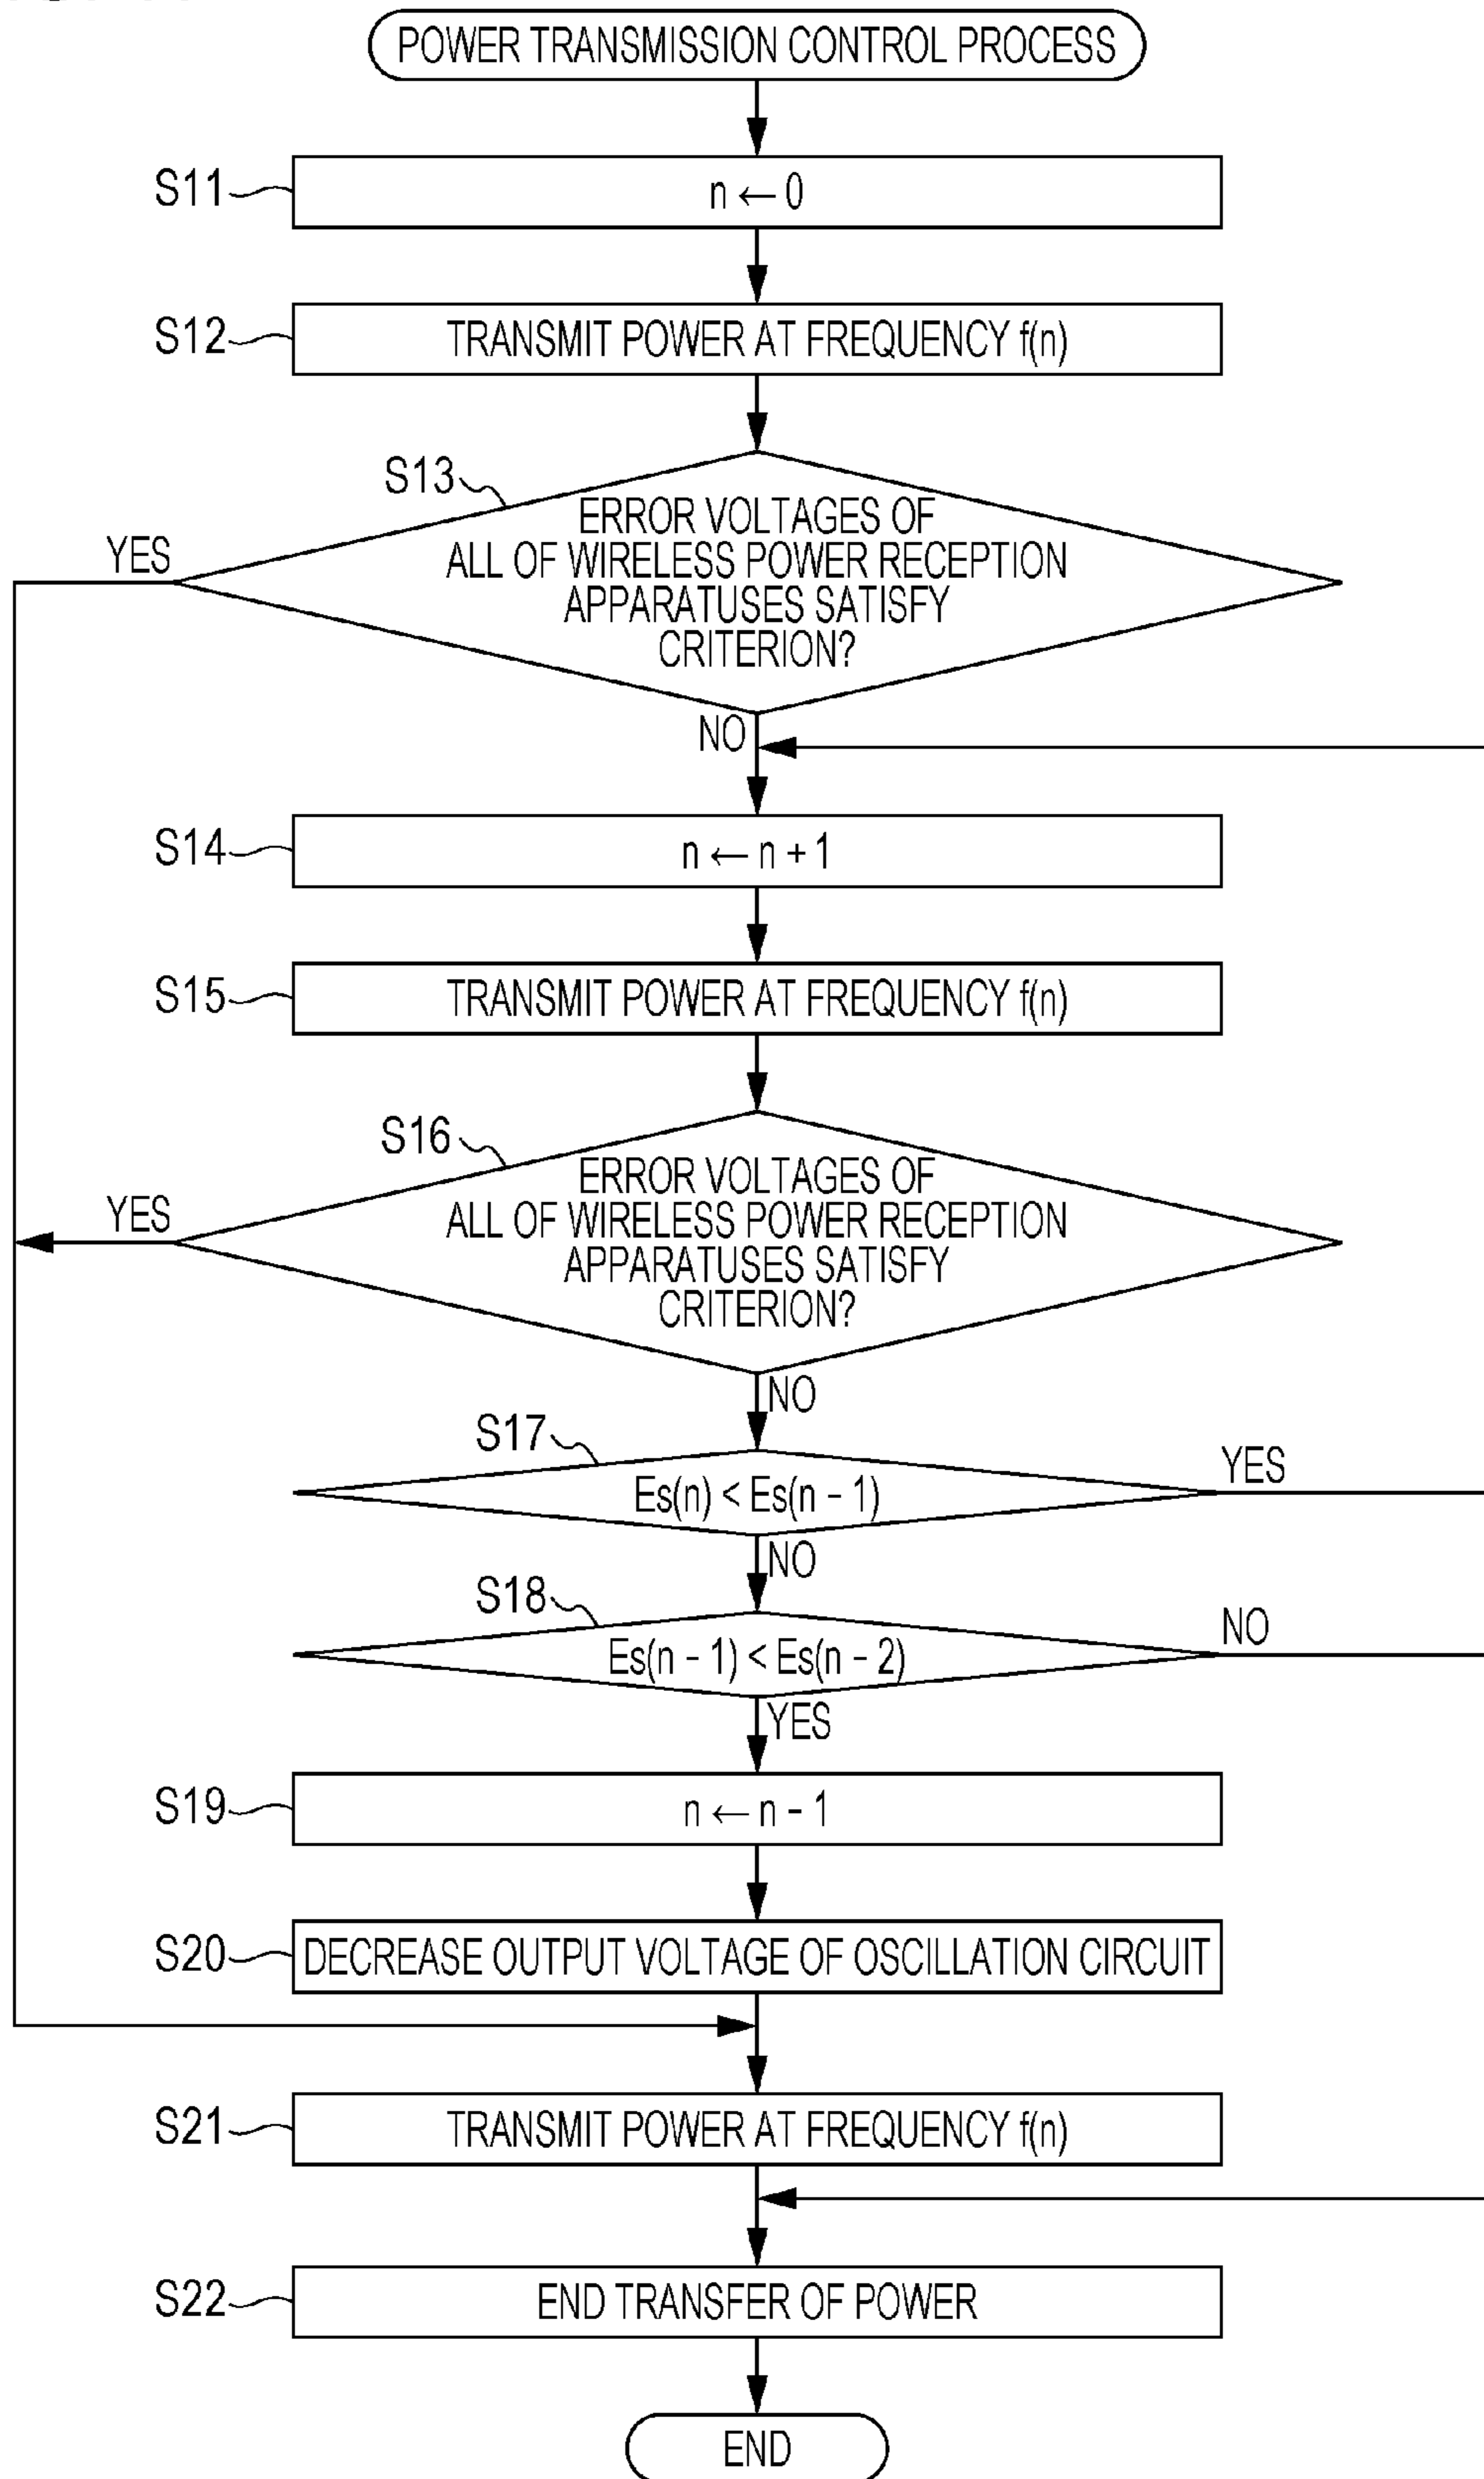 POWER TRANSMISSION CONTROL PROCESS
S11
n ← 0
S12
TRANSMIT POWER AT FREQUENCY f(n)
S13
ERROR VOLTAGES OF
ALL OF WIRELESS POWER RECEPTION
APPARATUSES SATISFY
CRITERION?
YES
NO
S14
n ← n + 1
S15
TRANSMIT POWER AT FREQUENCY f(n)
S16
ERROR VOLTAGES OF
ALL OF WIRELESS POWER RECEPTION
APPARATUSES SATISFY
CRITERION?
YES
NO
S17
Es(n) < Es(n − 1)
YES
NO
S18
Es(n − 1) < Es(n − 2)
NO
YES
S19
n ← n − 1
S20
DECREASE OUTPUT VOLTAGE OF OSCILLATION CIRCUIT
S21
TRANSMIT POWER AT FREQUENCY f(n)
S22
END TRANSFER OF POWER
END